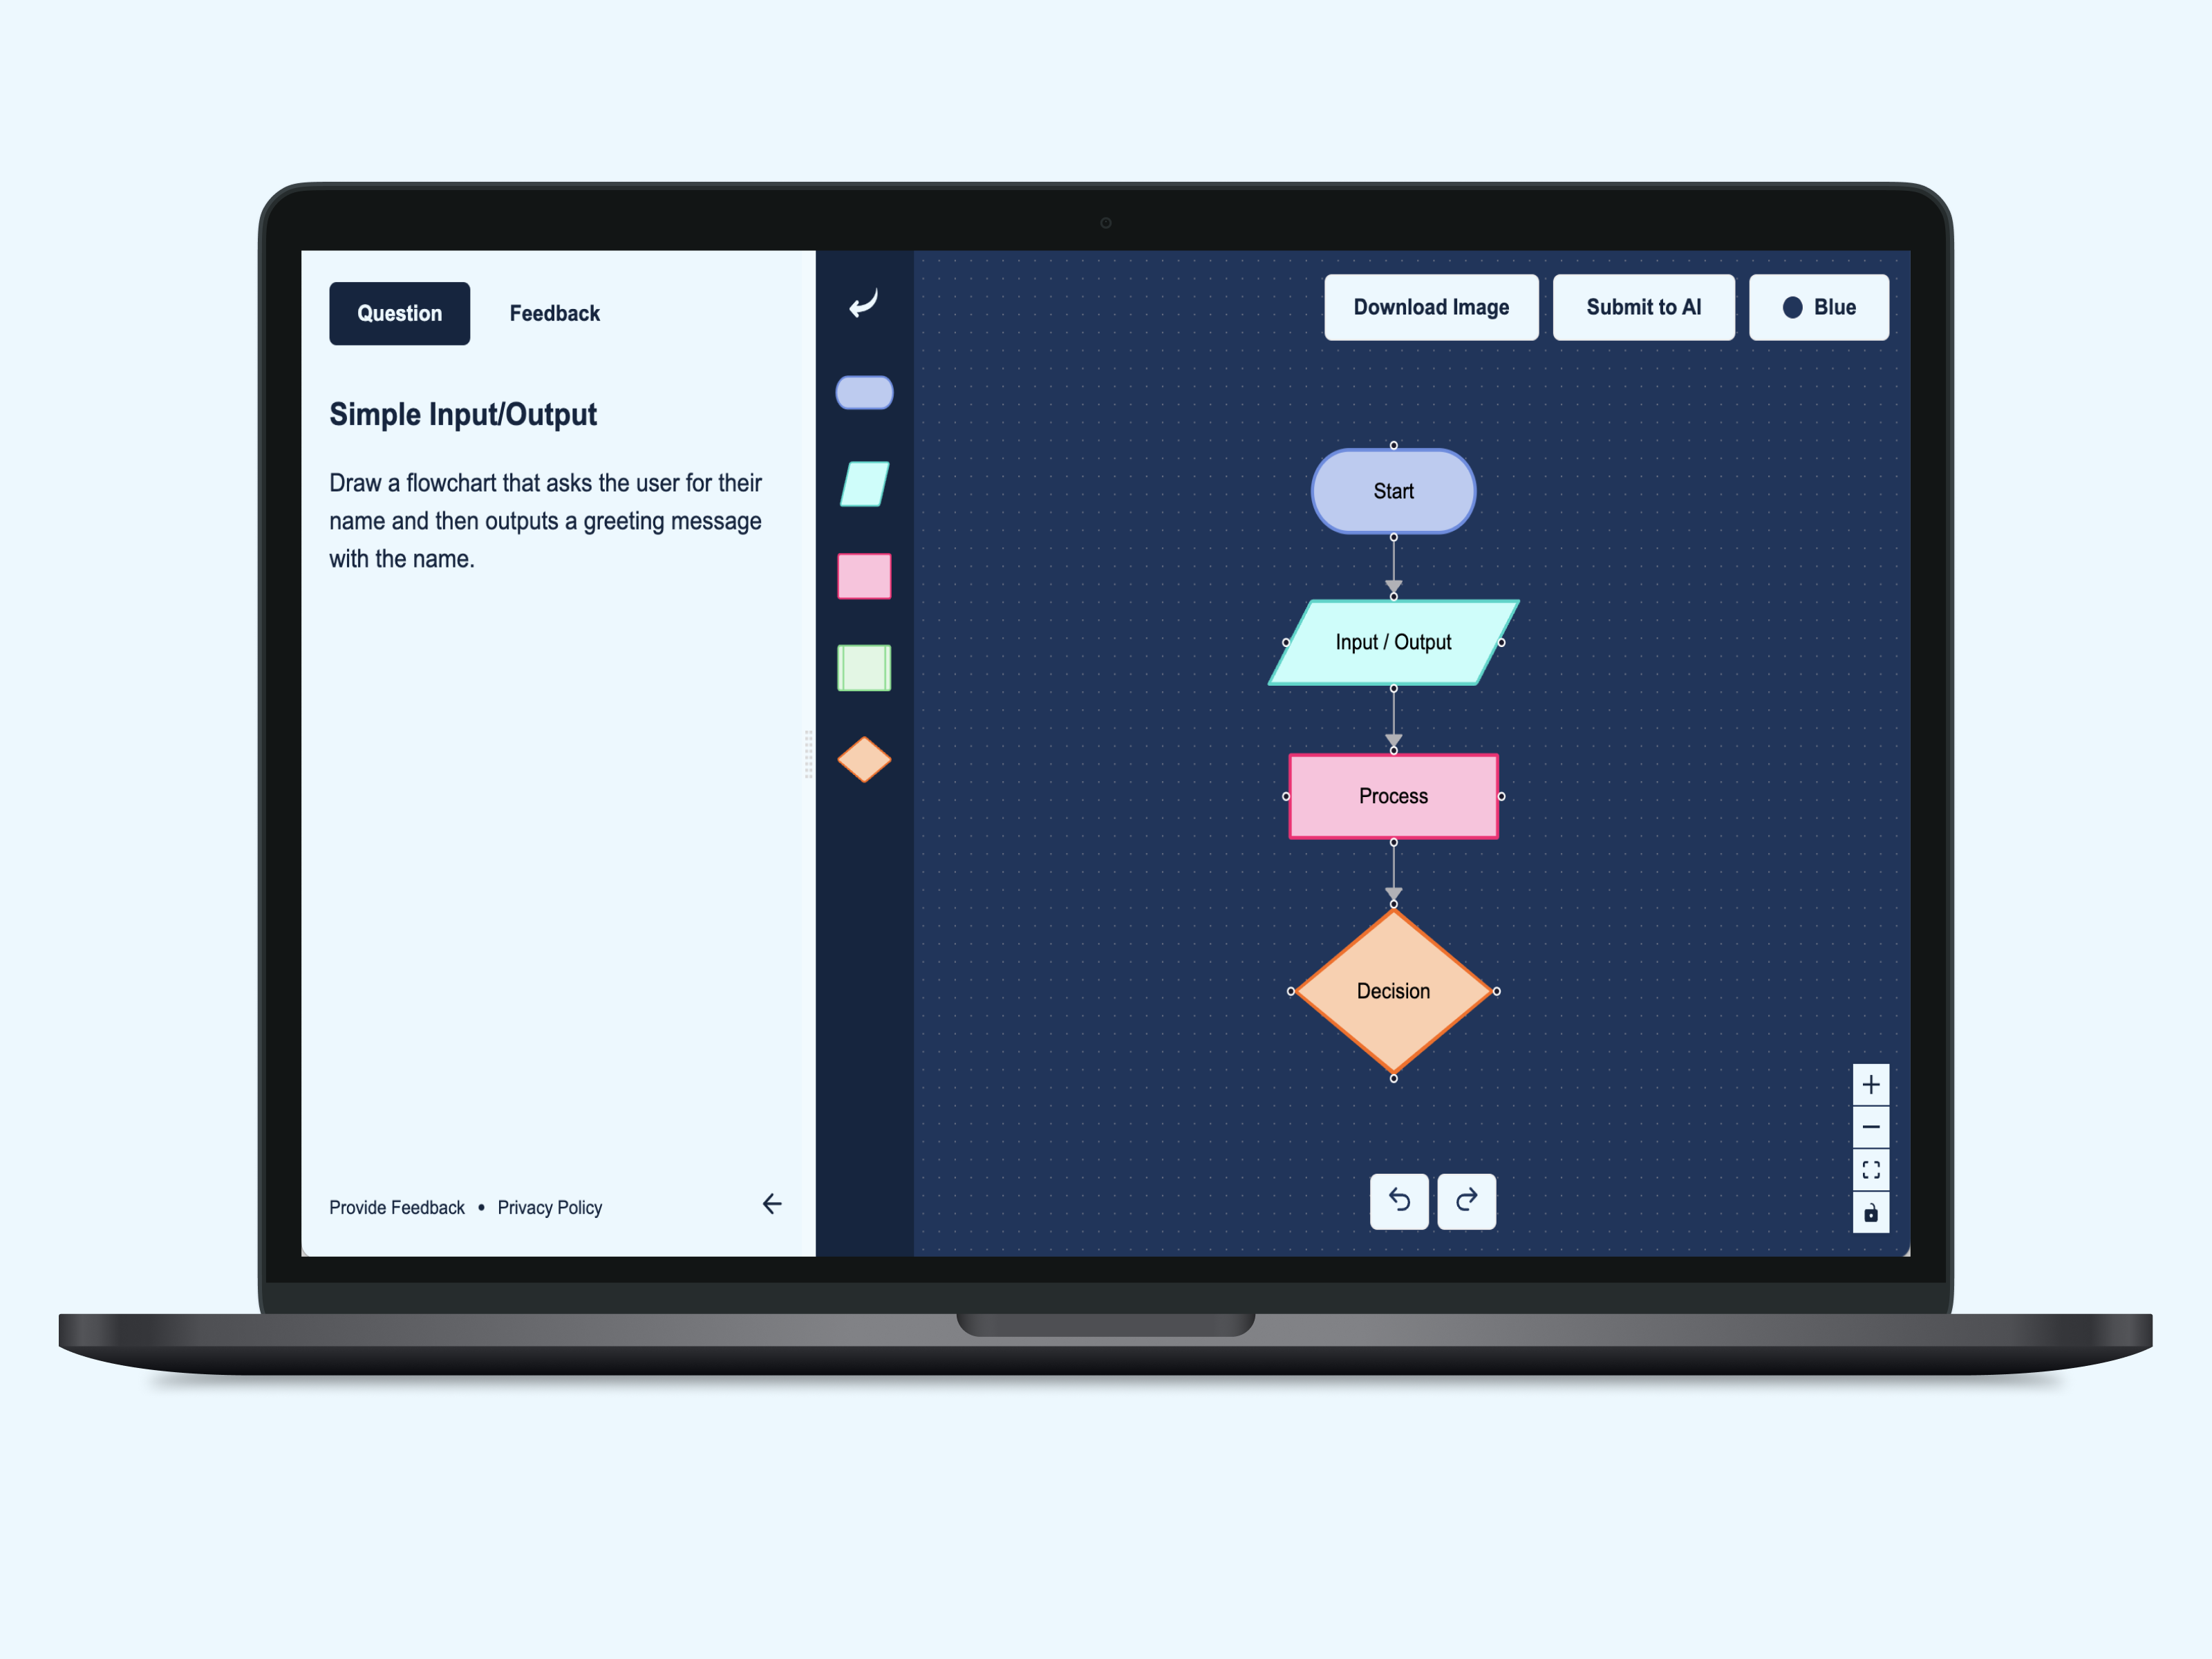 Question
Feedback
Simple Input/Output
Draw a flowchart that asks the user for their
name and then outputs a greeting message
with the name.
Provide Feedback • Privacy Policy
Download Image
Submit to AI
Blue
Start
Input / Output
Process
Decision